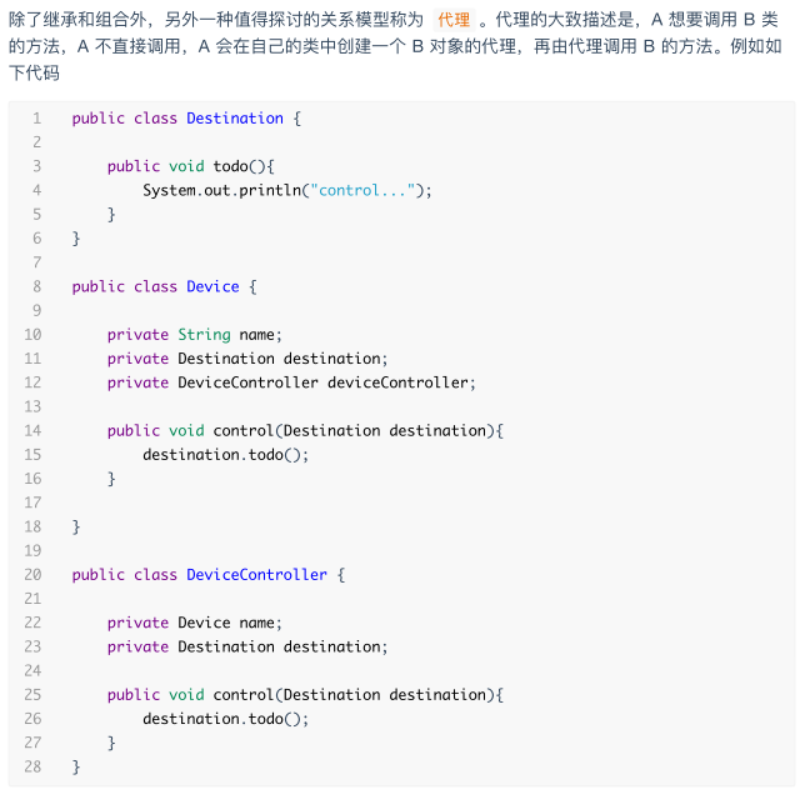 除了继承和组合外，另外一种值得探讨的关系模型称为 代理 。代理的大致描述是，A 想要调用 B 类
的方法，A 不直接调用，A 会在自己的类中创建一个 B 对象的代理，再由代理调用 B 的方法。例如如
下代码
1 public class Destination {
2
3     public void todo(){
4         System.out.println("control...");
5     }
6 }
7
8 public class Device {
9
10     private String name;
11     private Destination destination;
12     private DeviceController deviceController;
13
14     public void control(Destination destination){
15         destination.todo();
16     }
17
18 }
19
20 public class DeviceController {
21
22     private Device name;
23     private Destination destination;
24
25     public void control(Destination destination){
26         destination.todo();
27     }
28 }